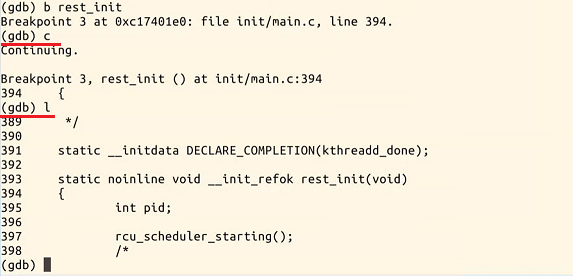 (gdb) b rest_init
Breakpoint 3 at 0xc17401e0: file init/main.c, line 394.
(gdb) c
Continuing.
Breakpoint 3, rest_init () at init/main.c:394
394     {
(gdb) l
389      */
390
391     static __initdata DECLARE_COMPLETION(kthreadd_done);
392
393     static noinline void __init_refok rest_init(void)
394     {
395             int pid;
396
397             rcu_scheduler_starting();
398             /*
(gdb)